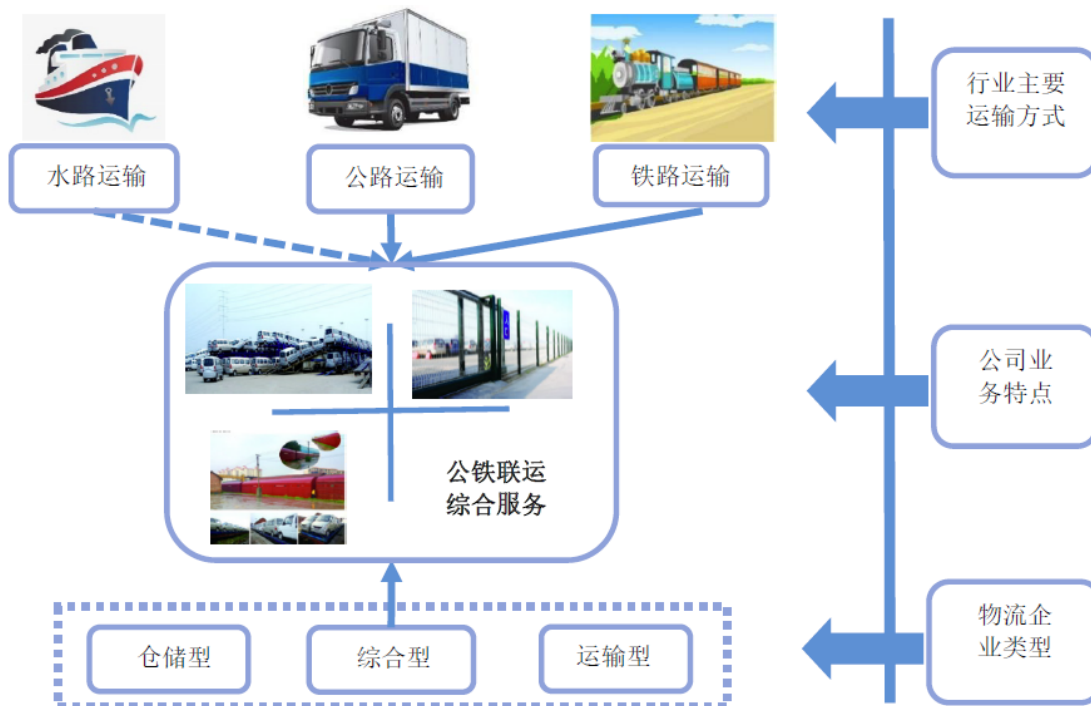 行业主要
运输方式
水路运输
公路运输
铁路运输
公司业
务特点
公铁联运
综合服务
物流企
业类型
仓储型
综合型
运输型